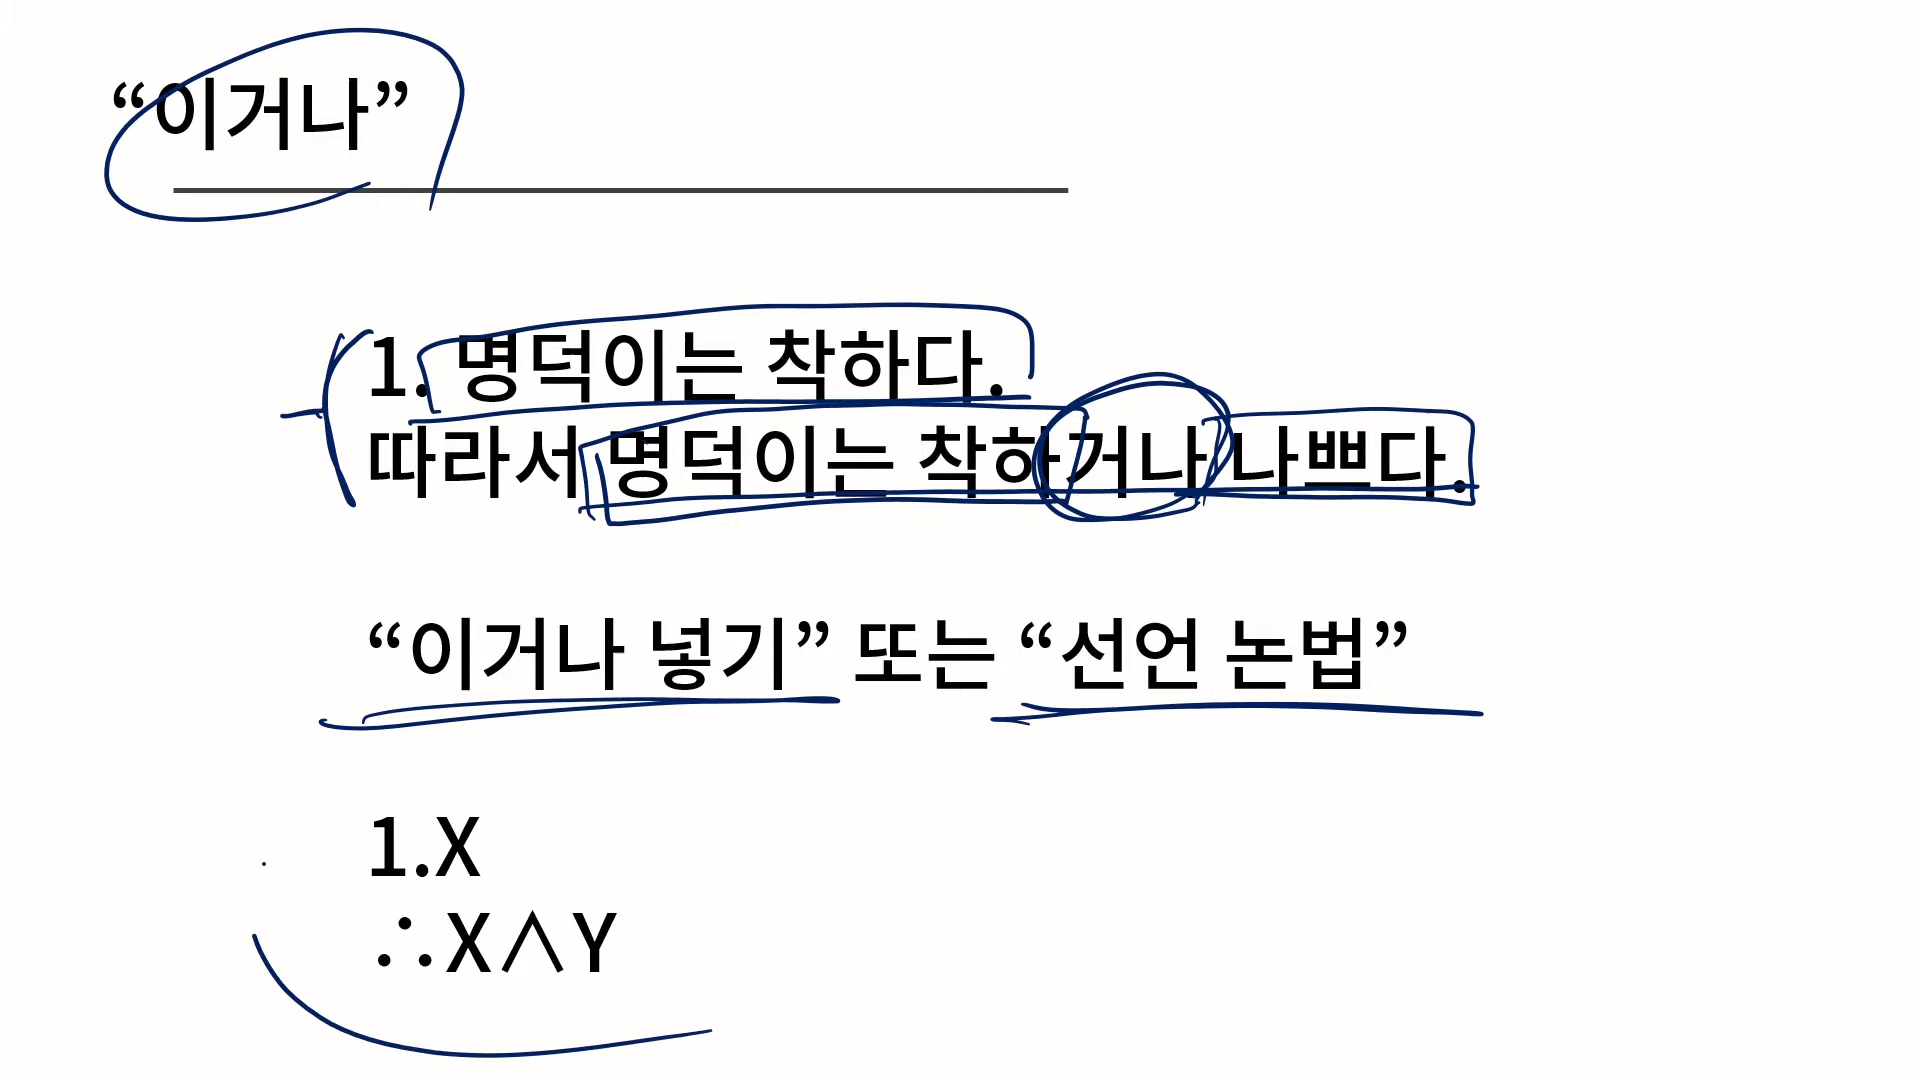 “이거나”
1. 명덕이는 착하다.
따라서 명덕이는 착하거나 나쁘다.
“이거나 넣기” 또는 “선언 논법”
1.X
∴X∧Y